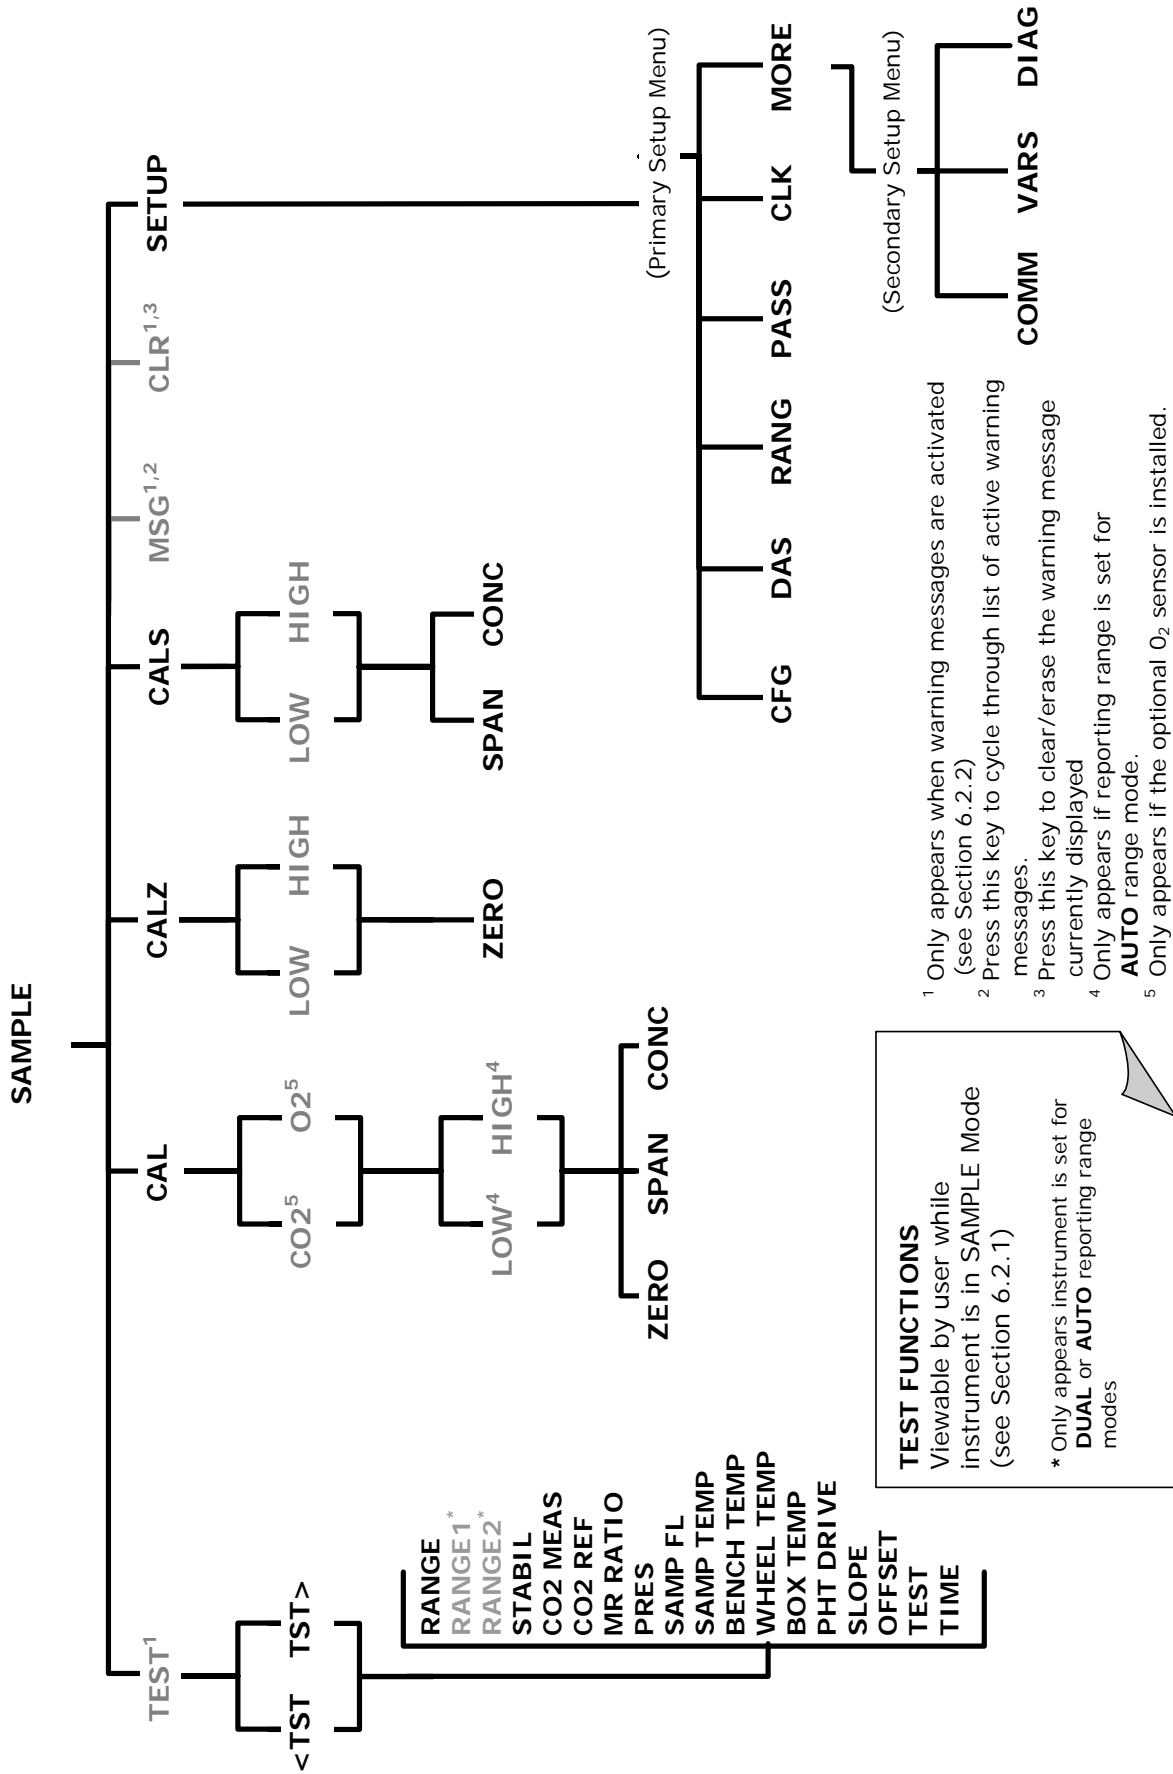 SAMPLE
TEST1
CAL
CALZ
CALS
MSG1,2
CLR1,3
SETUP
<TST
TST>
CO25
O25
LOW
HIGH
LOW
HIGH
LOW4
HIGH4
ZERO
SPAN
CONC
RANGE
RANGE1*
RANGE2*
STABIL
CO2 MEAS
CO2 REF
MR RATIO
PRES
SAMP FL
SAMP TEMP
BENCH TEMP
WHEEL TEMP
BOX TEMP
PHT DRIVE
SLOPE
OFFSET
TEST
TIME
ZERO
SPAN
CONC
(Primary Setup Menu)
CFG
DAS
RANG
PASS
CLK
MORE
(Secondary Setup Menu)
COMM
VARS
DIAG
TEST FUNCTIONS
Viewable by user while
instrument is in SAMPLE Mode
(see Section 6.2.1)
* Only appears instrument is set for
DUAL or AUTO reporting range
modes
1 Only appears when warning messages are activated
(see Section 6.2.2)
2 Press this key to cycle through list of active warning
messages.
3 Press this key to clear/erase the warning message
currently displayed
4 Only appears if reporting range is set for
AUTO range mode.
5 Only appears if the optional O2 sensor is installed.